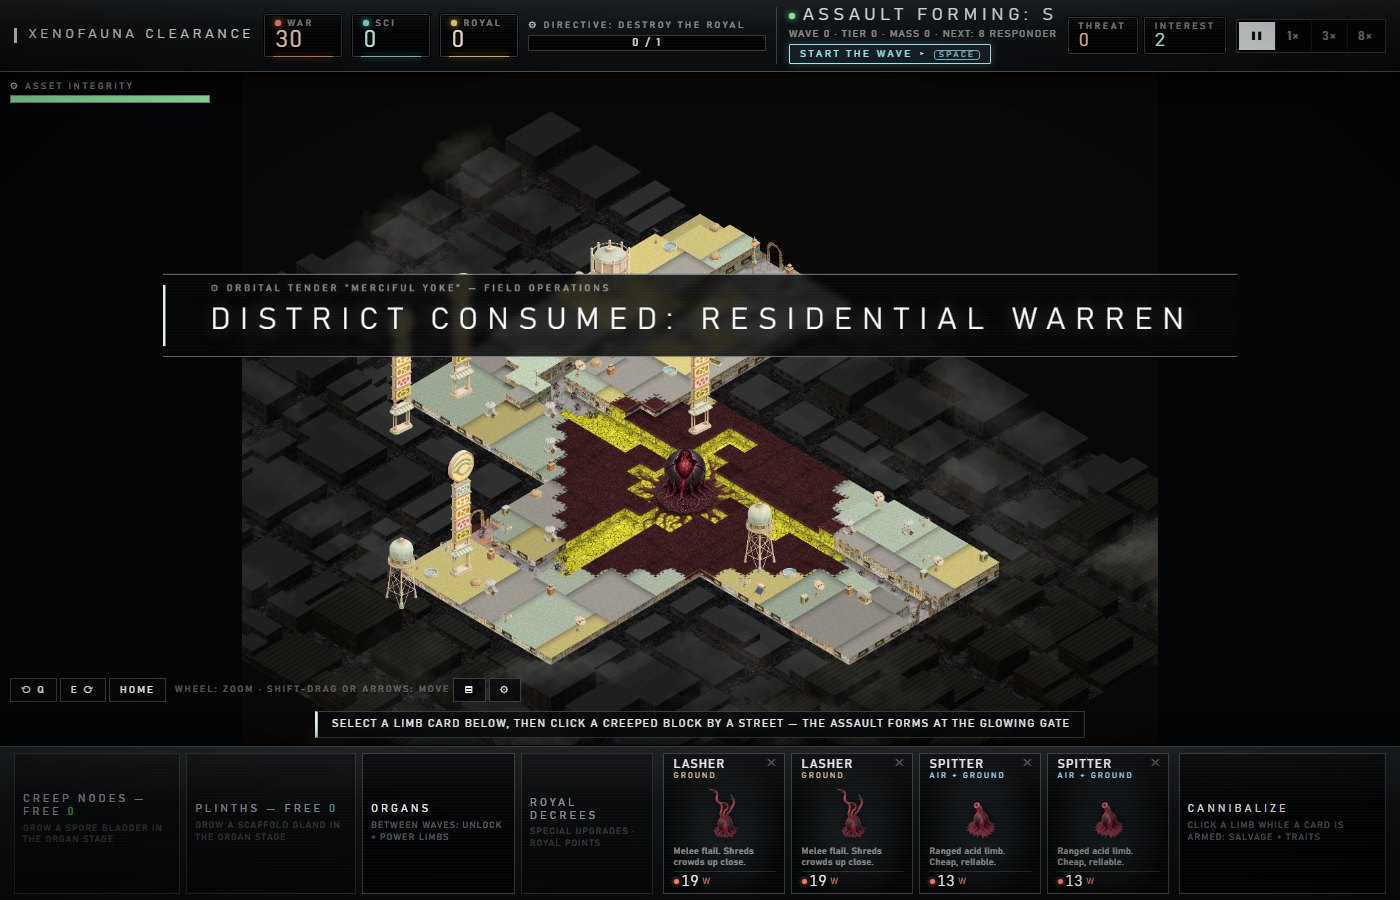 XENOFAUNA CLEARANCE
WAR
30
SCI
0
ROYAL
0
DIRECTIVE: DESTROY THE ROYAL
0 / 1
ASSAULT FORMING: S
WAVE 0 · TIER 0 · MASS 0 · NEXT: 8 RESPONDER
START THE WAVE ▸ SPACE
THREAT
0
INTEREST
2
1×
3×
8×
ASSET INTEGRITY
ORBITAL TENDER "MERCIFUL YOKE" — FIELD OPERATIONS
DISTRICT CONSUMED: RESIDENTIAL WARREN
Q
E
HOME
WHEEL: ZOOM · SHIFT-DRAG OR ARROWS: MOVE
SELECT A LIMB CARD BELOW, THEN CLICK A CREEPED BLOCK BY A STREET — THE ASSAULT FORMS AT THE GLOWING GATE
CREEP NODES —
FREE 0
GROW A SPORE BLADDER IN
THE ORGAN STAGE
PLINTHS — FREE 0
GROW A SCAFFOLD GLAND IN
THE ORGAN STAGE
ORGANS
BETWEEN WAVES: UNLOCK
+ POWER LIMBS
ROYAL
DECREES
SPECIAL UPGRADES ·
ROYAL POINTS
LASHER
GROUND
Melee flail. Shreds
crowds up close.
19 W
LASHER
GROUND
Melee flail. Shreds
crowds up close.
19 W
SPITTER
AIR + GROUND
Ranged acid limb.
Cheap, reliable.
13 W
SPITTER
AIR + GROUND
Ranged acid limb.
Cheap, reliable.
13 W
CANNIBALIZE
CLICK A LIMB WHILE A CARD IS
ARMED: SALVAGE + TRAITS